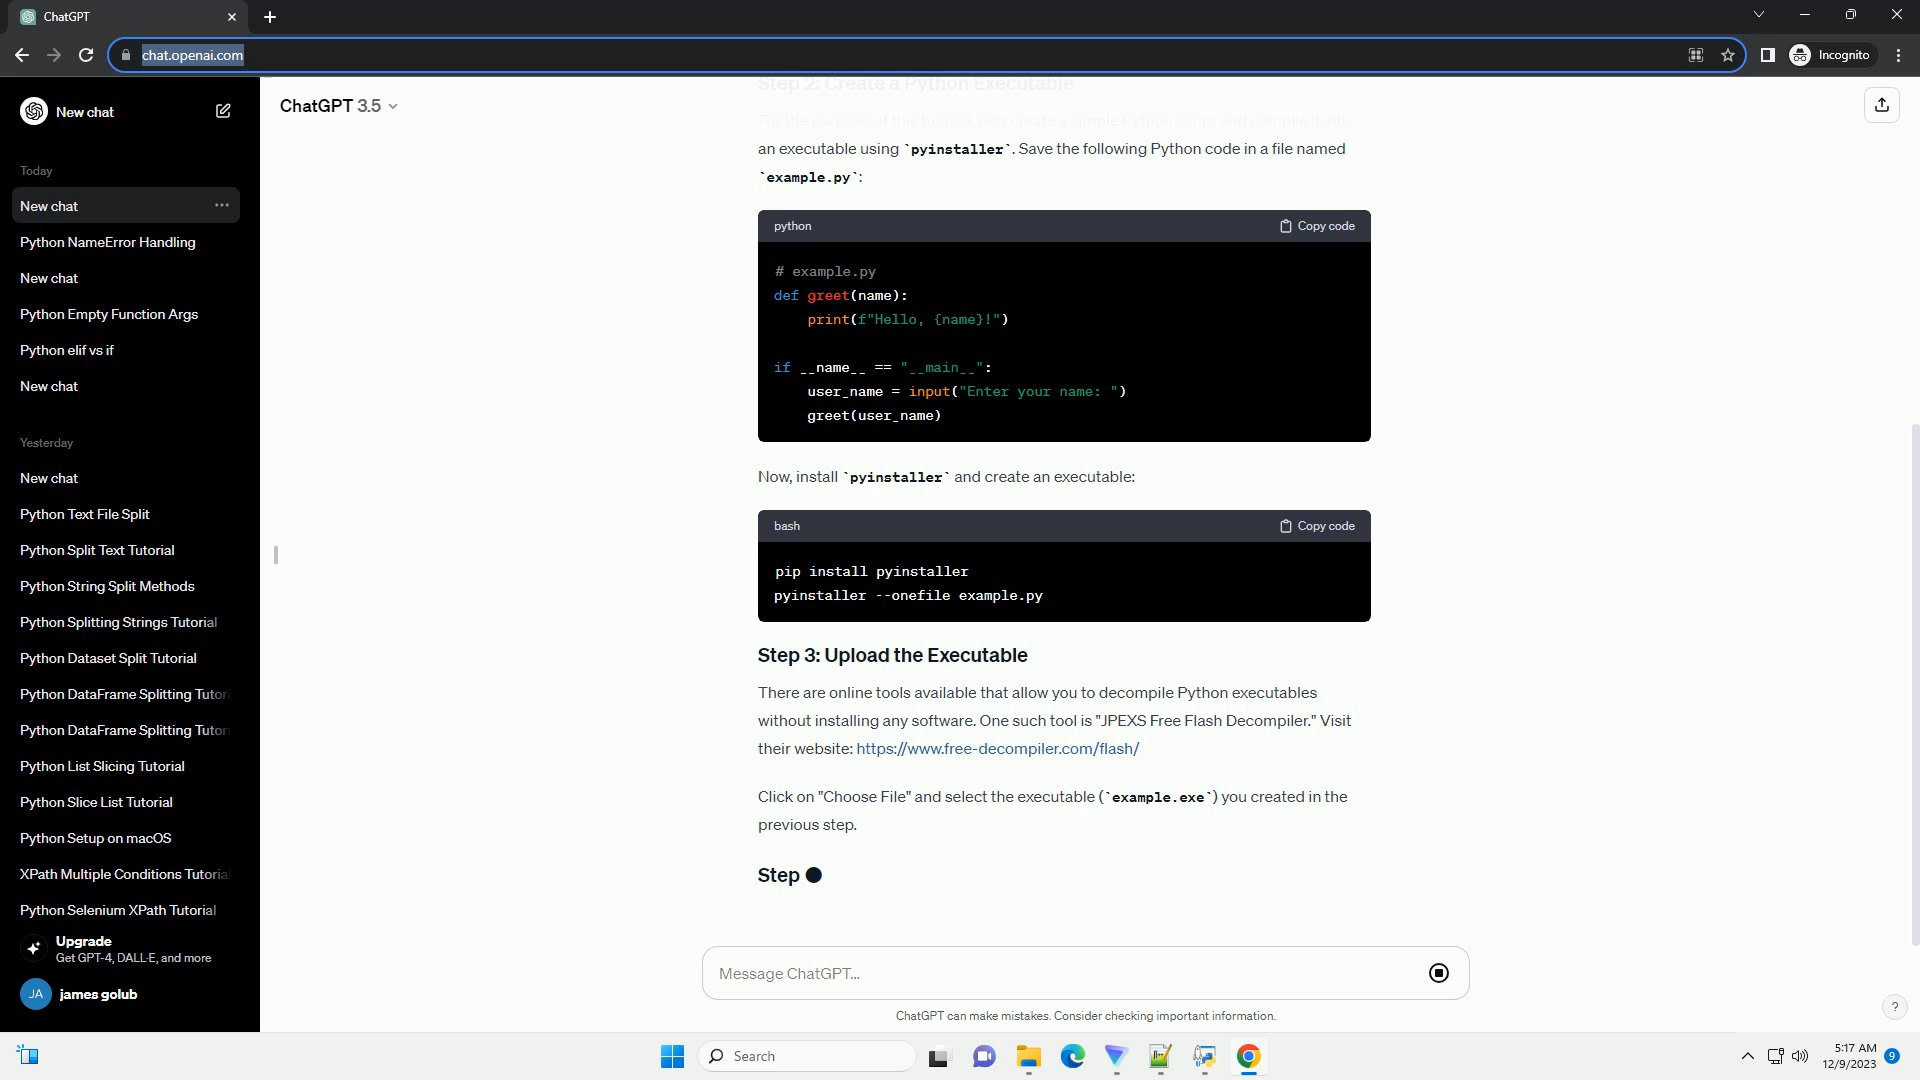 ChatGPT
chat.openai.com
Incognito
New chat
Today
New chat
Python NameError Handling
New chat
Python Empty Function Args
Python elif vs if
New chat
Yesterday
New chat
Python Text File Split
Python Split Text Tutorial
Python String Split Methods
Python Splitting Strings Tutorial
Python Dataset Split Tutorial
Python DataFrame Splitting Tutori
Python DataFrame Splitting Tutori
Python List Slicing Tutorial
Python Slice List Tutorial
Python Setup on macOS
XPath Multiple Conditions Tutoria
Python Selenium XPath Tutorial
Upgrade
Get GPT-4, DALL·E, and more
JA
james golub
ChatGPT 3.5
Step 2: Create a Python Executable
an executable using `pyinstaller`. Save the following Python code in a file named
`example.py`:
python
Copy code
# example.py
def greet(name):
print(f"Hello, {name}!")
if __name__ == "__main__":
user_name = input("Enter your name: ")
greet(user_name)
Now, install `pyinstaller` and create an executable:
bash
Copy code
pip install pyinstaller
pyinstaller --onefile example.py
Step 3: Upload the Executable
There are online tools available that allow you to decompile Python executables
without installing any software. One such tool is "JPEXS Free Flash Decompiler." Visit
their website: https://www.free-decompiler.com/flash/
Click on "Choose File" and select the executable (`example.exe`) you created in the
previous step.
Step
Message ChatGPT...
ChatGPT can make mistakes. Consider checking important information.
?
Search
5:17 AM
12/9/2023
9